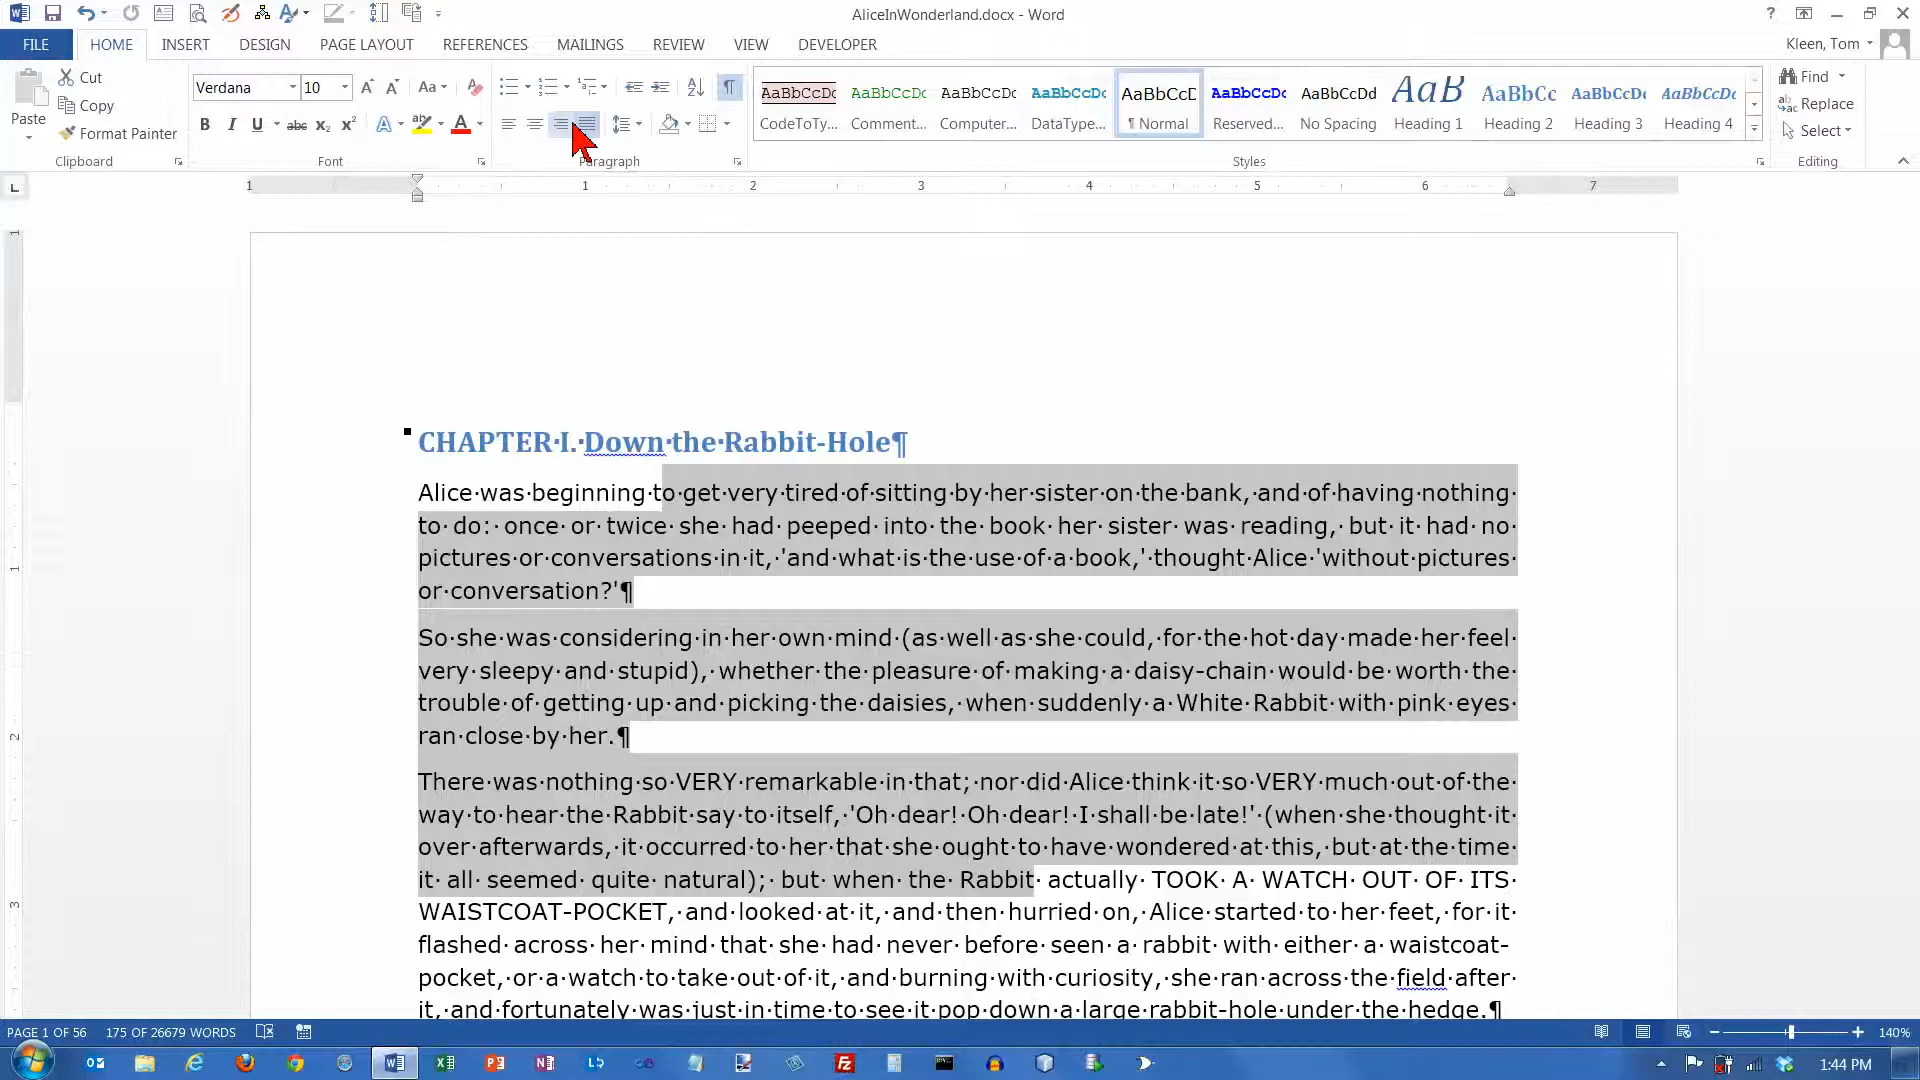 AliceInWonderland.docx - Word
FILE HOME INSERT DESIGN PAGE LAYOUT REFERENCES MAILINGS REVIEW VIEW DEVELOPER
Kleen, Tom
Paste
Cut
Copy
Format Painter
Clipboard
Verdana 10
Font
Paragraph
AaBbCcDc AaBbCcDc AaBbCcDc AaBbCcDc AaBbCcD AaBbCcDc AaBbCcDd AaB AaBbCc AaBbCcDc AaBbCcDc
CodeToTy... Comment... Computer... DataType... ¶ Normal Reserved... No Spacing Heading 1 Heading 2 Heading 3 Heading 4
Styles
Find
Replace
Select
Editing
1 1 2 3 4 5 6 7
1
1
2
3
CHAPTER·I.·Down·the·Rabbit-Hole¶
Alice·was·beginning·to·get·very·tired·of·sitting·by·her·sister·on·the·bank,·and·of·having·nothing·
to·do:·once·or·twice·she·had·peeped·into·the·book·her·sister·was·reading,·but·it·had·no·
pictures·or·conversations·in·it,·'and·what·is·the·use·of·a·book,'·thought·Alice·'without·pictures·
or·conversation?'¶
So·she·was·considering·in·her·own·mind·(as·well·as·she·could,·for·the·hot·day·made·her·feel·
very·sleepy·and·stupid),·whether·the·pleasure·of·making·a·daisy-chain·would·be·worth·the·
trouble·of·getting·up·and·picking·the·daisies,·when·suddenly·a·White·Rabbit·with·pink·eyes·
ran·close·by·her.¶
There·was·nothing·so·VERY·remarkable·in·that;·nor·did·Alice·think·it·so·VERY·much·out·of·the·
way·to·hear·the·Rabbit·say·to·itself,·'Oh·dear!·Oh·dear!·I·shall·be·late!'·(when·she·thought·it·
over·afterwards,·it·occurred·to·her·that·she·ought·to·have·wondered·at·this,·but·at·the·time·
it·all·seemed·quite·natural);·but·when·the·Rabbit·actually·TOOK·A·WATCH·OUT·OF·ITS·
WAISTCOAT-POCKET,·and·looked·at·it,·and·then·hurried·on,·Alice·started·to·her·feet,·for·it·
flashed·across·her·mind·that·she·had·never·before·seen·a·rabbit·with·either·a·waistcoat-
pocket,·or·a·watch·to·take·out·of·it,·and·burning·with·curiosity,·she·ran·across·the·field·after·
it,·and·fortunately·was·just·in·time·to·see·it·pop·down·a·large·rabbit-hole·under·the·hedge.¶
PAGE 1 OF 56 175 OF 26679 WORDS 140%
1:44 PM